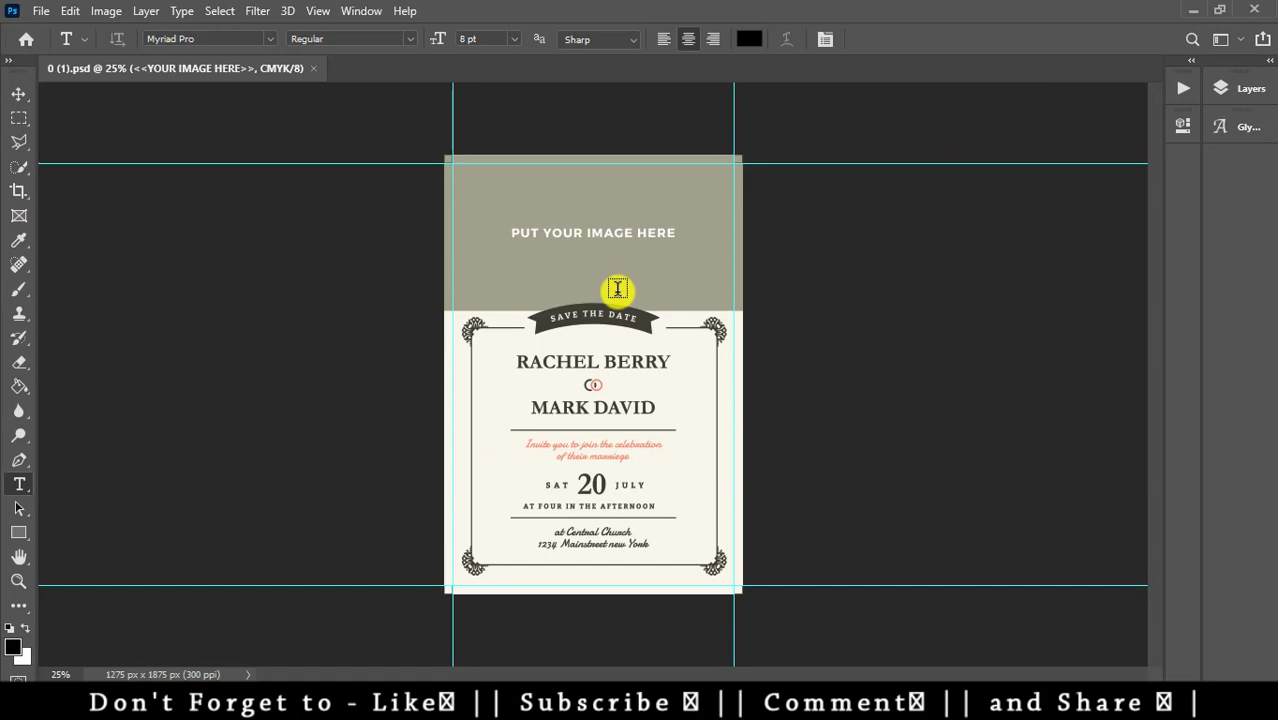 Ps File Edit Image Layer Type Select Filter 3D View Window Help
T Myriad Pro Regular 8 pt Sharp
0 (1).psd @ 25% (<<YOUR IMAGE HERE>>, CMYK/8) ×
Layers
Gly...
PUT YOUR IMAGE HERE
SAVE THE DATE
RACHEL BERRY
MARK DAVID
Invite you to join the celebration
of their marriege
SAT 20 JULY
AT FOUR IN THE AFTERNOON
at Central Church
1234 Mainstreet new York
25% 1275 px x 1875 px (300 ppi)
Don't Forget to - Like || Subscribe || Comment || and Share |